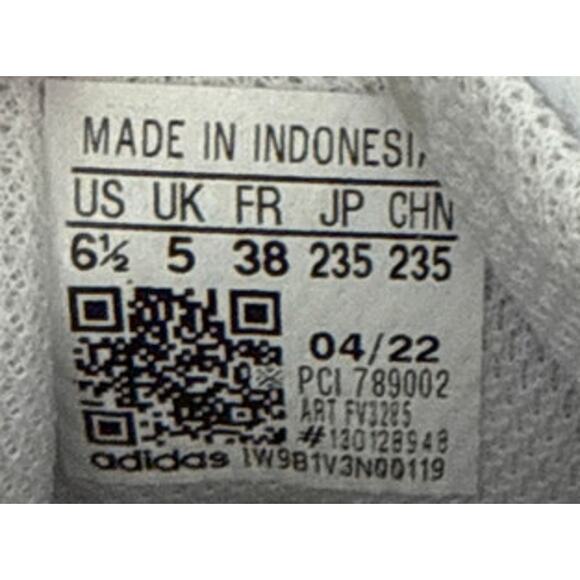 MADE IN INDONESI
US UK FR JP CHN
6½ 5 38 235 235
04/22
PCI 789002
ART FV3285
#130128948
adidas 1W9B1V3N00119